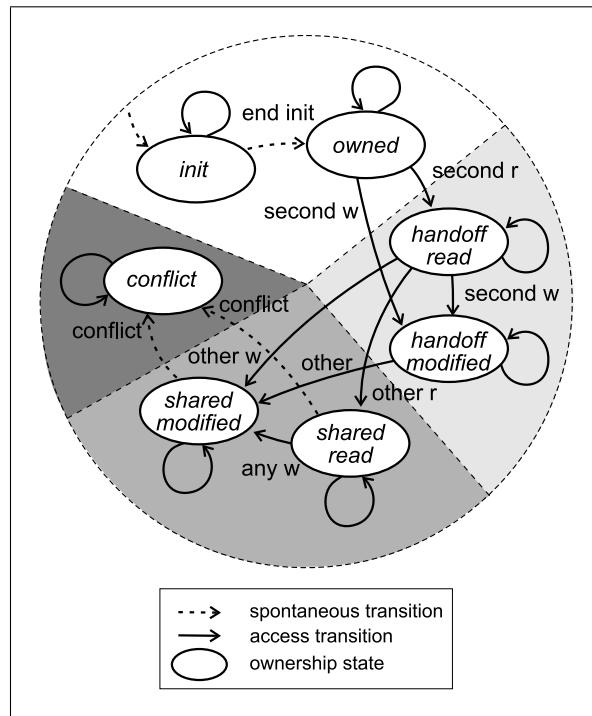 end init
init
owned
second r
second w
handoff
read
conflict
conflict
second w
conflict
handoff
modified
other w
other
other r
shared
modified
shared
read
any w
spontaneous transition
access transition
ownership state